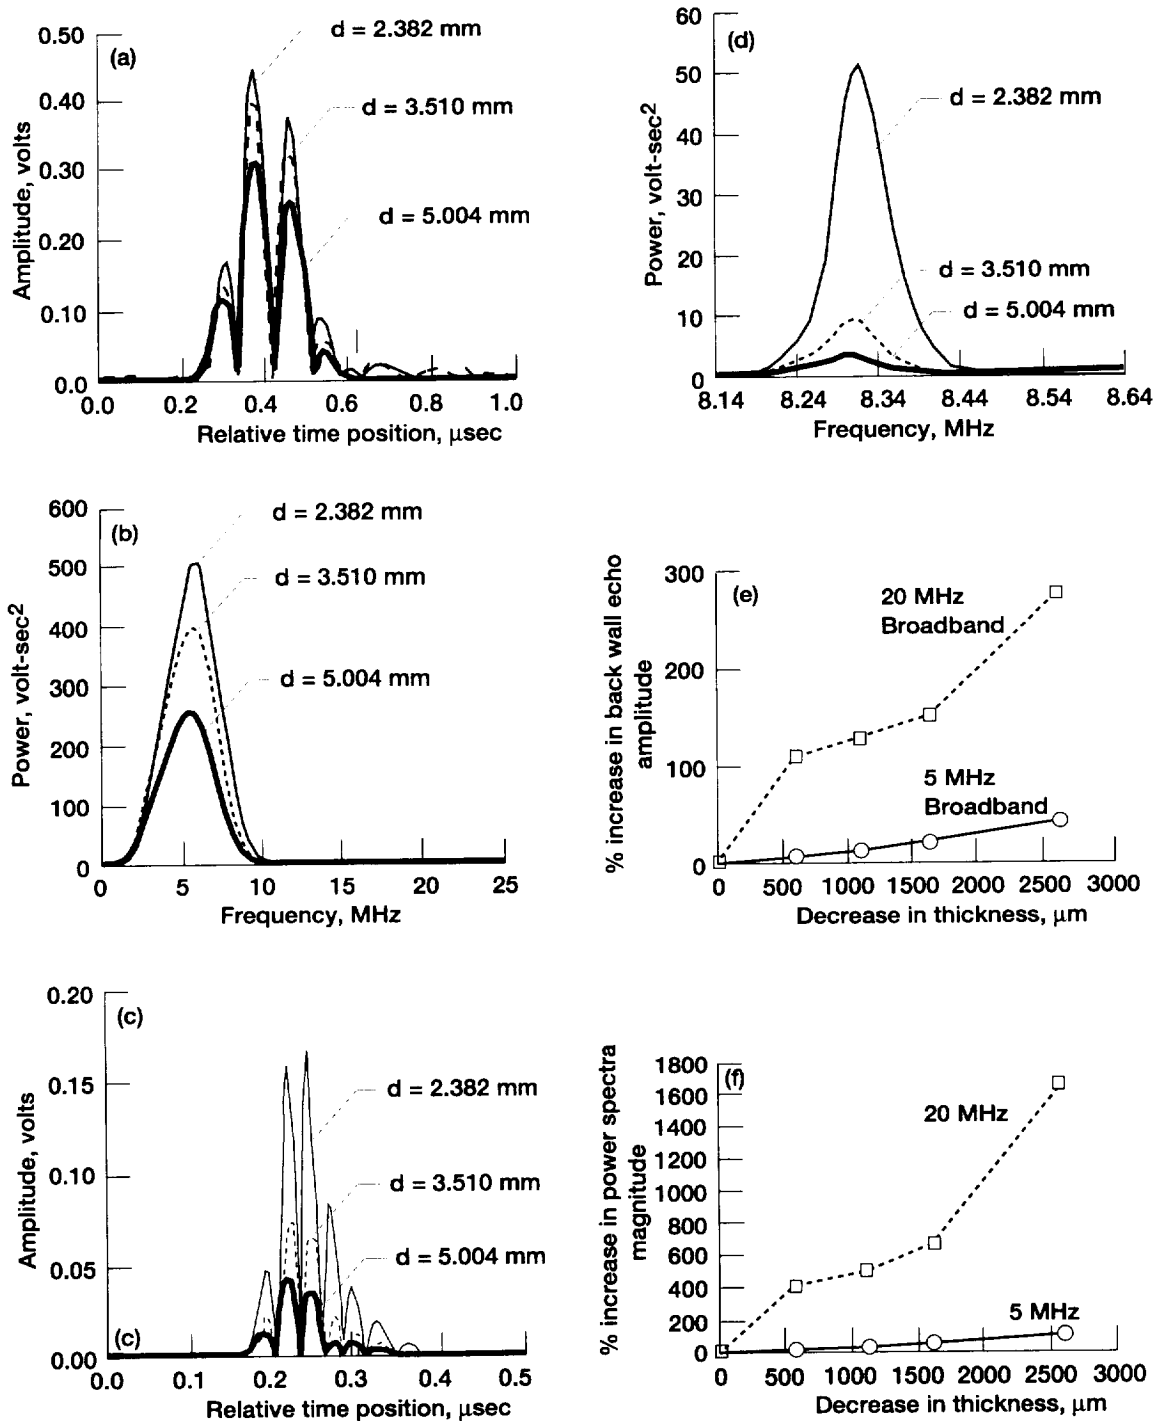 (a)
d = 2.382 mm
d = 3.510 mm
d = 5.004 mm
0.50
0.40
0.30
0.20
0.10
0.0
Amplitude, volts
0.0 0.2 0.4 0.6 0.8 1.0
Relative time position, μsec
(d)
d = 2.382 mm
d = 3.510 mm
d = 5.004 mm
60
50
40
30
20
10
0
Power, volt-sec2
8.14 8.24 8.34 8.44 8.54 8.64
Frequency, MHz
(b)
d = 2.382 mm
d = 3.510 mm
d = 5.004 mm
600
500
400
300
200
100
0
Power, volt-sec2
0 5 10 15 20 25
Frequency, MHz
(e)
20 MHz
Broadband
5 MHz
Broadband
300
200
100
0
% increase in back wall echo
amplitude
0 500 1000 1500 2000 2500 3000
Decrease in thickness, μm
(c)
d = 2.382 mm
d = 3.510 mm
d = 5.004 mm
(c)
0.20
0.15
0.10
0.05
0.00
Amplitude, volts
0.0 0.1 0.2 0.3 0.4 0.5
Relative time position, μsec
(f)
20 MHz
5 MHz
1800
1600
1400
1200
1000
800
600
400
200
0
% increase in power spectra
magnitude
0 500 1000 1500 2000 2500 3000
Decrease in thickness, μm